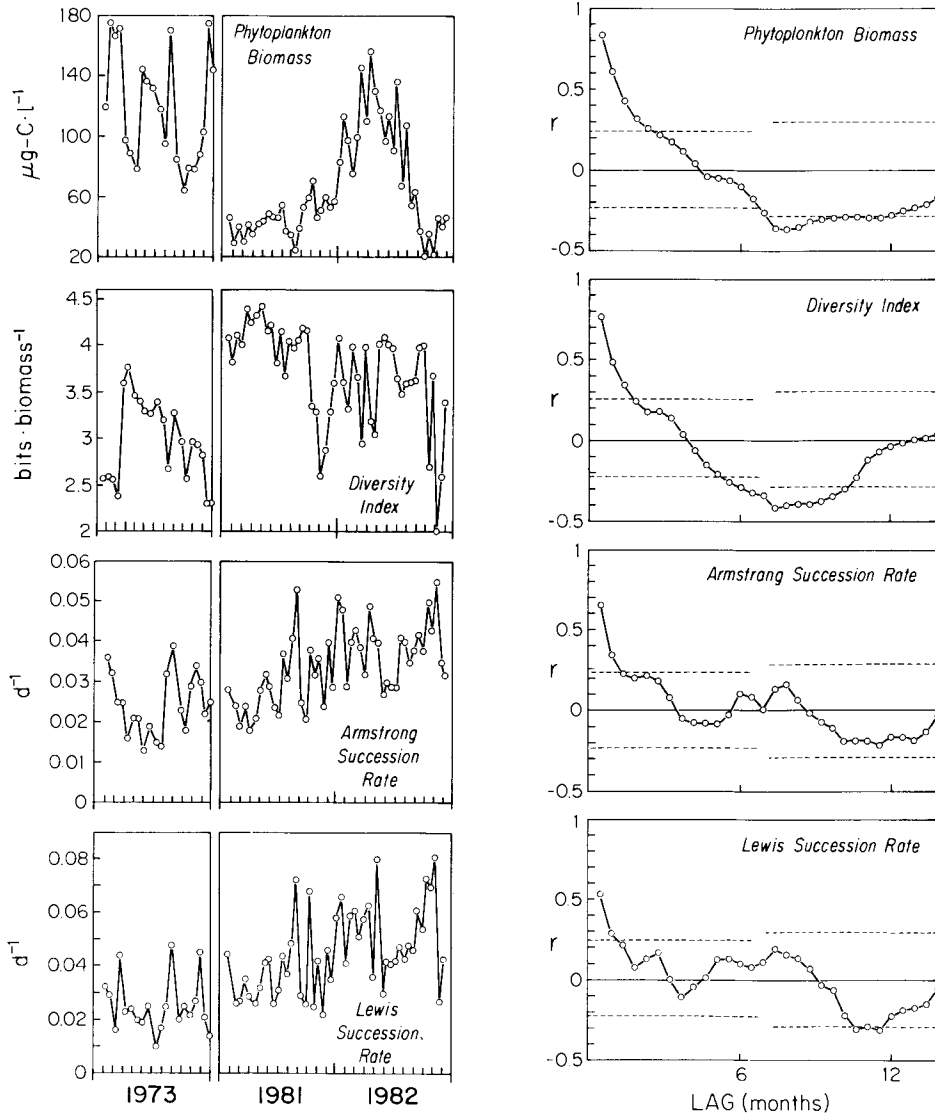 180
140
100
60
20
μg-C·l⁻¹
Phytoplankton
Biomass
4.5
4
3.5
3
2.5
2
bits·biomass⁻¹
Diversity
Index
0.06
0.05
0.04
0.03
0.02
0.01
0
d⁻¹
Armstrong
Succession
Rate
0.08
0.06
0.04
0.02
0
d⁻¹
Lewis
Succession
Rate
1973
1981
1982
1
0.5
r
0
-0.5
Phytoplankton Biomass
1
0.5
r
0
-0.5
Diversity Index
1
0.5
r
0
-0.5
Armstrang Succession Rate
1
0.5
r
0
-0.5
Lewis Succession Rate
6
12
LAG (months)